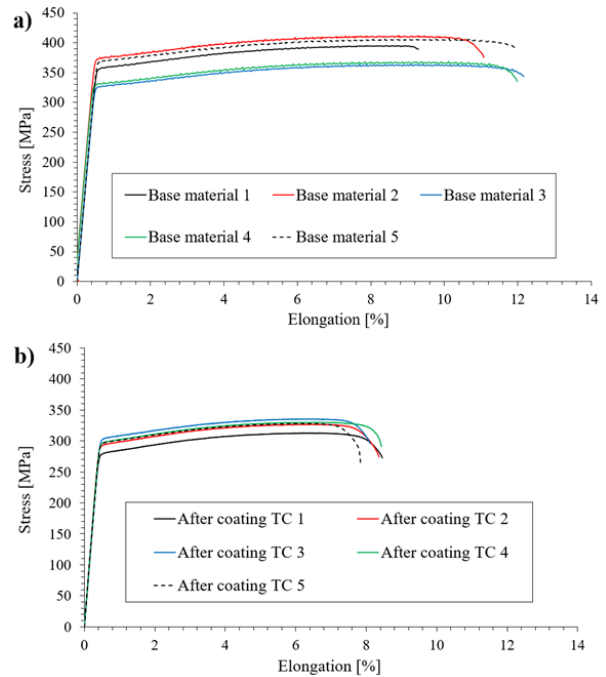 a)
450
400
350
300
250
200
150
100
50
0
Stress [MPa]
Base material 1 Base material 2 Base material 3
Base material 4 Base material 5
0 2 4 6 8 10 12 14
Elongation [%]
b)
450
400
350
300
250
200
150
100
50
0
Stress [MPa]
After coating TC 1 After coating TC 2
After coating TC 3 After coating TC 4
After coating TC 5
0 2 4 6 8 10 12 14
Elongation [%]